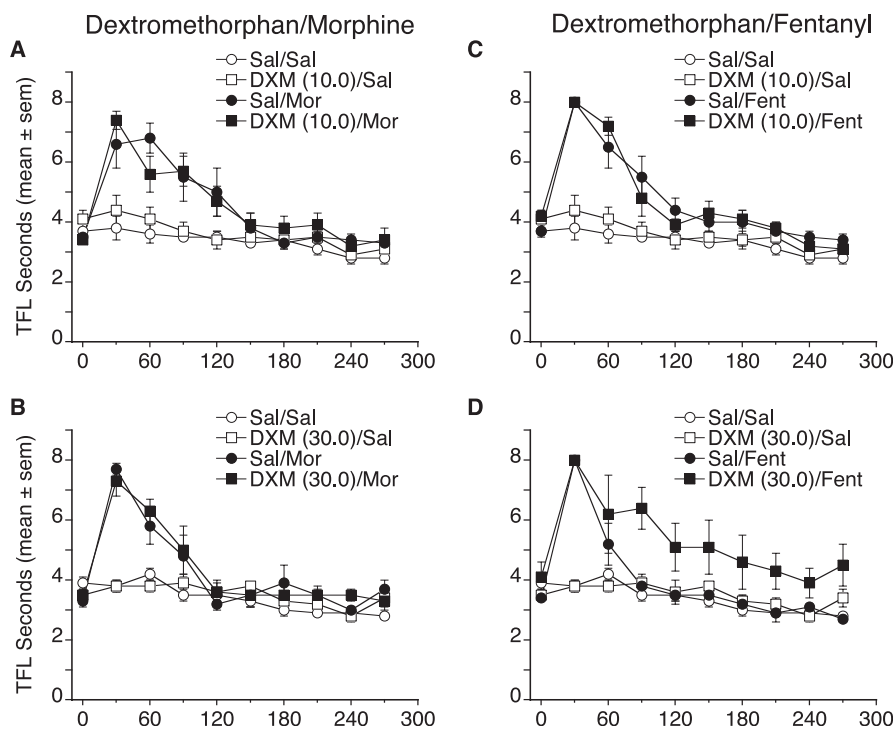 Dextromethorphan/Morphine
A
Sal/Sal
DXM (10.0)/Sal
Sal/Mor
DXM (10.0)/Mor
TFL Seconds (mean ± sem)
8
6
4
2
0
0 60 120 180 240 300
B
Sal/Sal
DXM (30.0)/Sal
Sal/Mor
DXM (30.0)/Mor
TFL Seconds (mean ± sem)
8
6
4
2
0
0 60 120 180 240 300
Dextromethorphan/Fentanyl
C
Sal/Sal
DXM (10.0)/Sal
Sal/Fent
DXM (10.0)/Fent
8
6
4
2
0
0 60 120 180 240 300
D
Sal/Sal
DXM (30.0)/Sal
Sal/Fent
DXM (30.0)/Fent
8
6
4
2
0
0 60 120 180 240 300